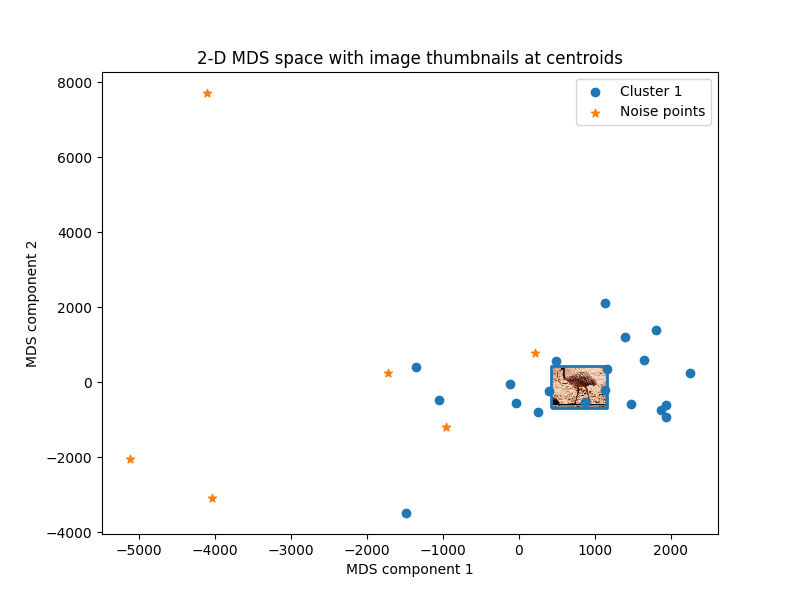 2-D MDS space with image thumbnails at centroids
Cluster 1
Noise points
8000
6000
4000
2000
0
−2000
−4000
MDS component 2
−5000 −4000 −3000 −2000 −1000 0 1000 2000
MDS component 1